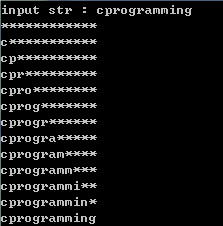 input str : cprogramming
************
c***********
cp**********
cpr*********
cpro********
cprog*******
cprogr******
cprogra*****
cprogram****
cprogramm***
cprogrammi**
cprogrammin*
cprogramming